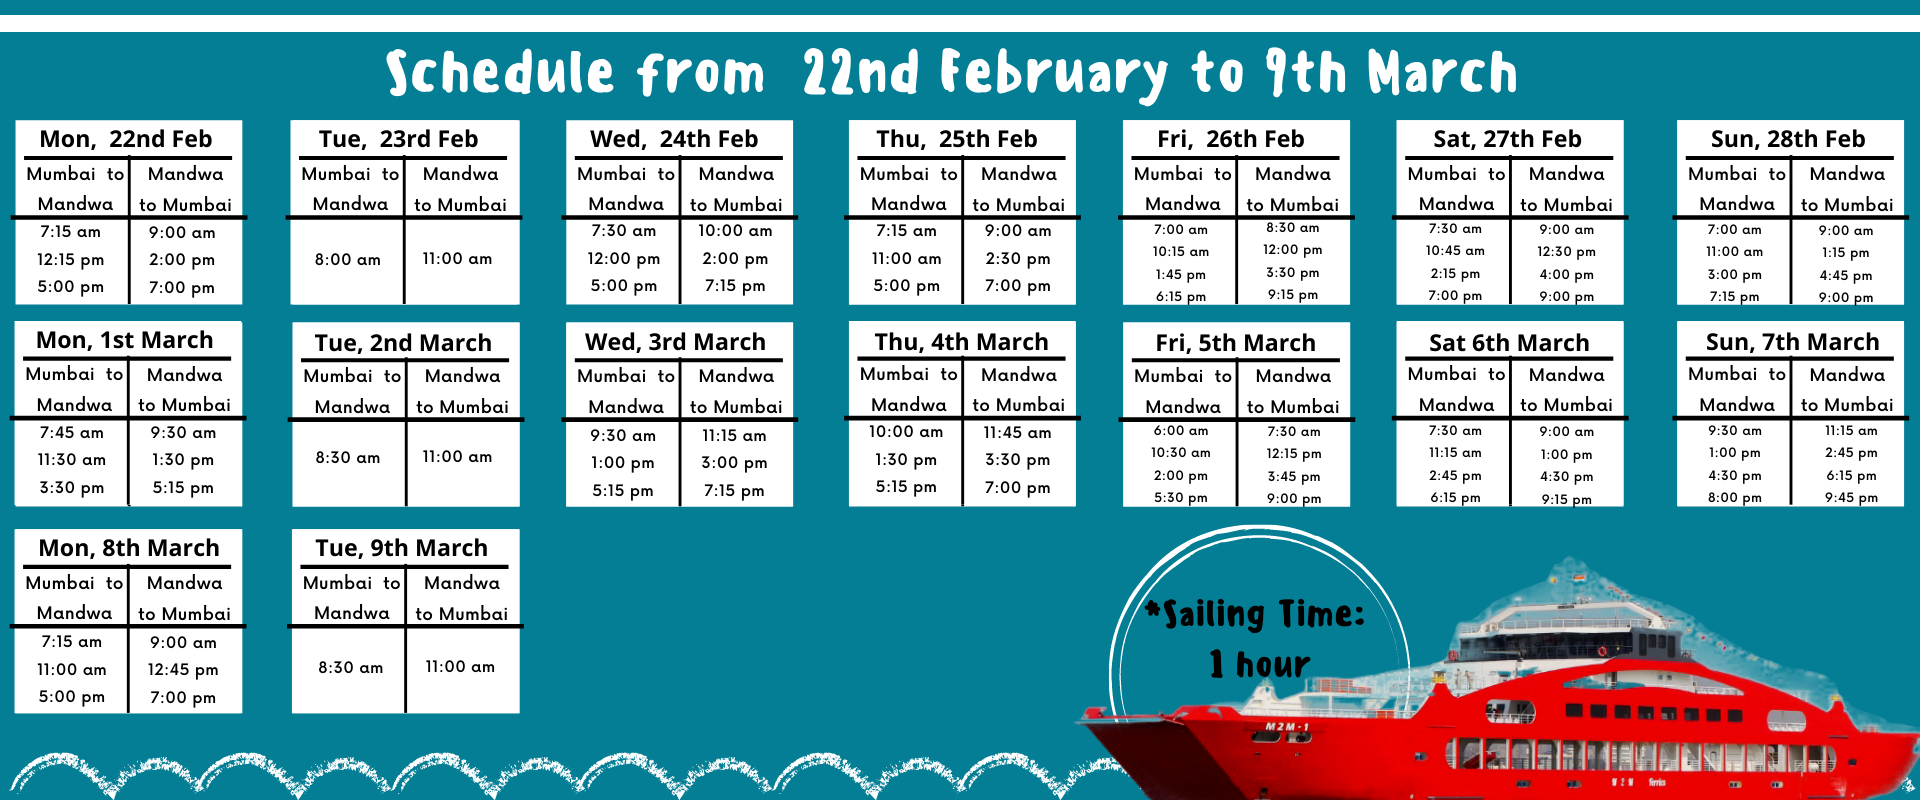 Schedule from 22nd February to 9th March
Mon, 22nd Feb
Mumbai to Mandwa
Mandwa to Mumbai
7:15 am 9:00 am
12:15 pm 2:00 pm
5:00 pm 7:00 pm
Tue, 23rd Feb
Mumbai to Mandwa
Mandwa to Mumbai
8:00 am 11:00 am
Wed, 24th Feb
Mumbai to Mandwa
Mandwa to Mumbai
7:30 am 10:00 am
12:00 pm 2:00 pm
5:00 pm 7:15 pm
Thu, 25th Feb
Mumbai to Mandwa
Mandwa to Mumbai
7:15 am 9:00 am
11:00 am 2:30 pm
5:00 pm 7:00 pm
Fri, 26th Feb
Mumbai to Mandwa
Mandwa to Mumbai
7:00 am 8:30 am
10:15 am 12:00 pm
1:45 pm 3:30 pm
6:15 pm 9:15 pm
Sat, 27th Feb
Mumbai to Mandwa
Mandwa to Mumbai
7:30 am 9:00 am
10:45 am 12:30 pm
2:15 pm 4:00 pm
7:00 pm 9:00 pm
Sun, 28th Feb
Mumbai to Mandwa
Mandwa to Mumbai
7:00 am 9:00 am
11:00 am 1:15 pm
3:00 pm 4:45 pm
7:15 pm 9:00 pm
Mon, 1st March
Mumbai to Mandwa
Mandwa to Mumbai
7:45 am 9:30 am
11:30 am 1:30 pm
3:30 pm 5:15 pm
Tue, 2nd March
Mumbai to Mandwa
Mandwa to Mumbai
8:30 am 11:00 am
Wed, 3rd March
Mumbai to Mandwa
Mandwa to Mumbai
9:30 am 11:15 am
1:00 pm 3:00 pm
5:15 pm 7:15 pm
Thu, 4th March
Mumbai to Mandwa
Mandwa to Mumbai
10:00 am 11:45 am
1:30 pm 3:30 pm
5:15 pm 7:00 pm
Fri, 5th March
Mumbai to Mandwa
Mandwa to Mumbai
6:00 am 7:30 am
10:30 am 12:15 pm
2:00 pm 3:45 pm
5:30 pm 9:00 pm
Sat 6th March
Mumbai to Mandwa
Mandwa to Mumbai
7:30 am 9:00 am
11:15 am 1:00 pm
2:45 pm 4:30 pm
6:15 pm 9:15 pm
Sun, 7th March
Mumbai to Mandwa
Mandwa to Mumbai
9:30 am 11:15 am
1:00 pm 2:45 pm
4:30 pm 6:15 pm
8:00 pm 9:45 pm
Mon, 8th March
Mumbai to Mandwa
Mandwa to Mumbai
7:15 am 9:00 am
11:00 am 12:45 pm
5:00 pm 7:00 pm
Tue, 9th March
Mumbai to Mandwa
Mandwa to Mumbai
8:30 am 11:00 am
*Sailing Time:
1 hour
M2M-1
M 2 M ferries